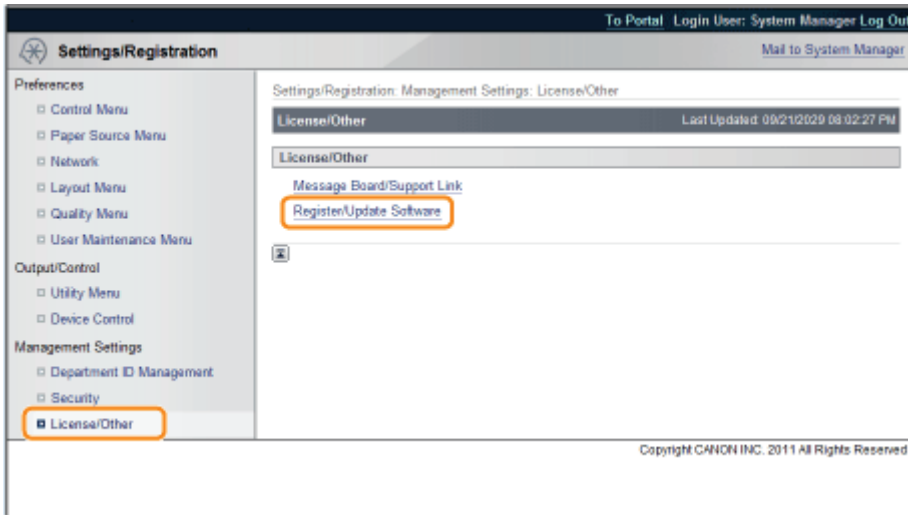 To Portal Login User: System Manager Log Out
Settings/Registration
Mail to System Manager
Preferences
Control Menu
Paper Source Menu
Network
Layout Menu
Quality Menu
User Maintenance Menu
Output/Control
Utility Menu
Device Control
Management Settings
Department ID Management
Security
License/Other
Settings/Registration: Management Settings: License/Other
License/Other
Last Updated: 09/21/2029 08:02:27 PM
License/Other
Message Board/Support Link
Register/Update Software
Copyright CANON INC. 2011 All Rights Reserved